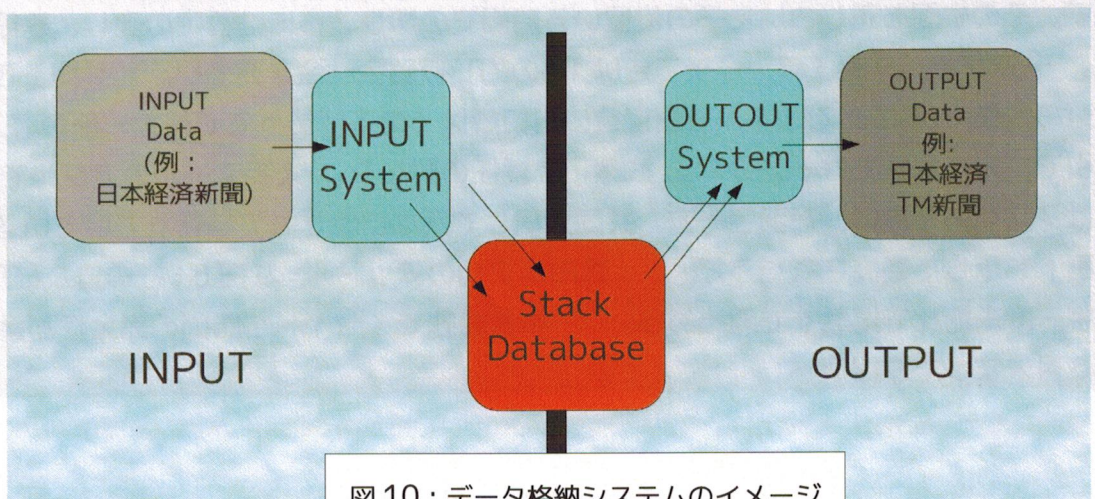 INPUT
Data
(例：
日本経済新聞)
INPUT
System
OUTOUT
System
OUTPUT
Data
例:
日本経済
TM新聞
Stack
Database
INPUT
OUTPUT
図10：データ格納システムのイメージ